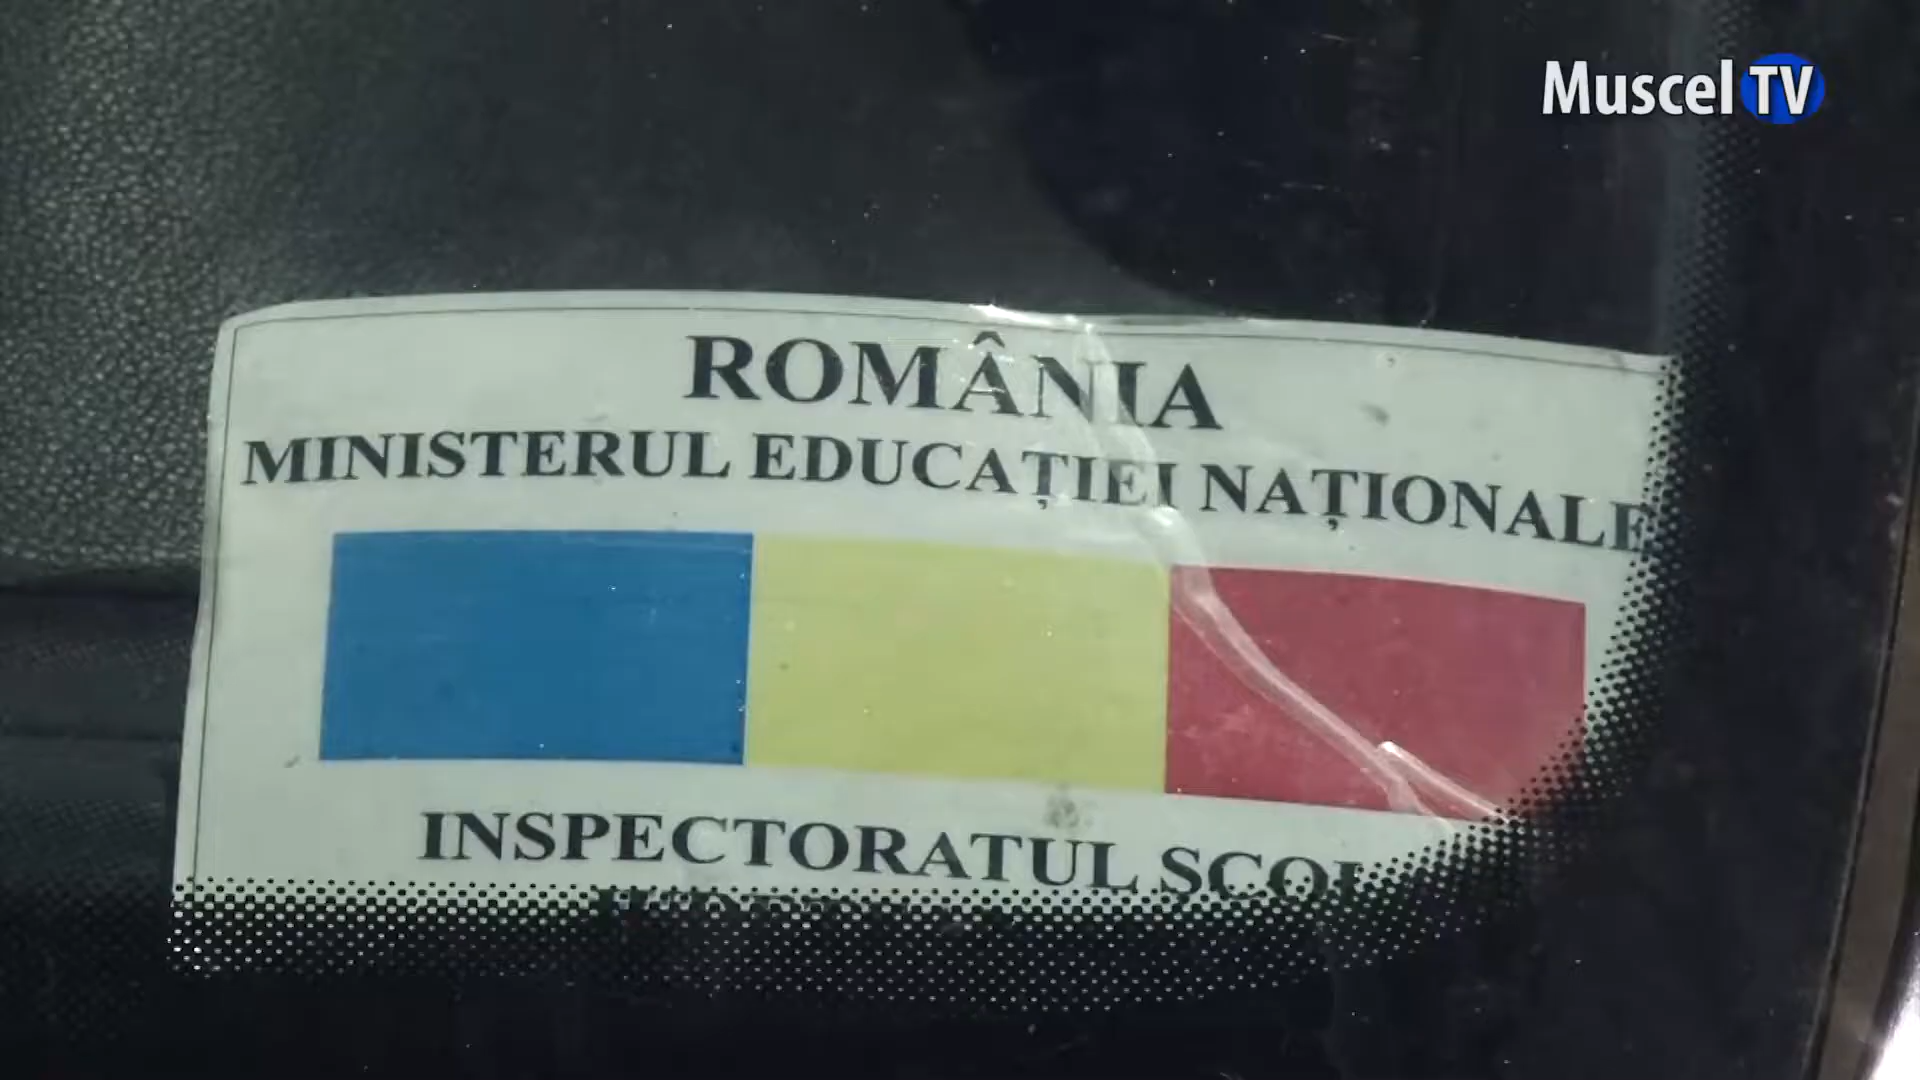 Muscel TV
ROMÂNIA
MINISTERUL EDUCAȚIEI NAȚIONALE
INSPECTORATUL